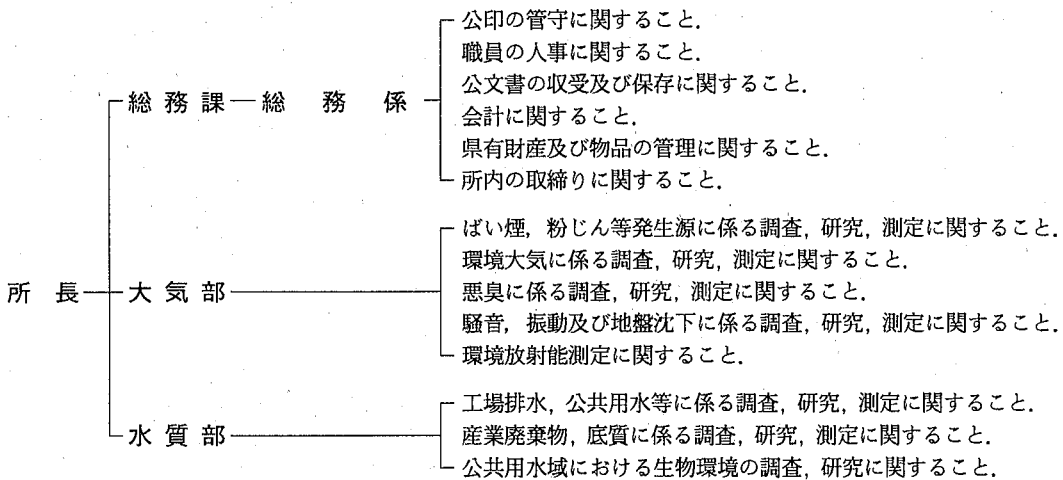 公印の管守に関すること.
職員の人事に関すること.
公文書の収受及び保存に関すること.
総務課 総務係
会計に関すること.
県有財産及び物品の管理に関すること.
所内の取締りに関すること.
ばい煙, 粉じん等発生源に係る調査, 研究, 測定に関すること.
環境大気に係る調査, 研究, 測定に関すること.
所長 大気部 悪臭に係る調査, 研究, 測定に関すること.
騒音, 振動及び地盤沈下に係る調査, 研究, 測定に関すること.
環境放射能測定に関すること.
工場排水, 公共用水等に係る調査, 研究, 測定に関すること.
水質部 産業廃棄物, 底質に係る調査, 研究, 測定に関すること.
公共用水域における生物環境の調査, 研究に関すること.